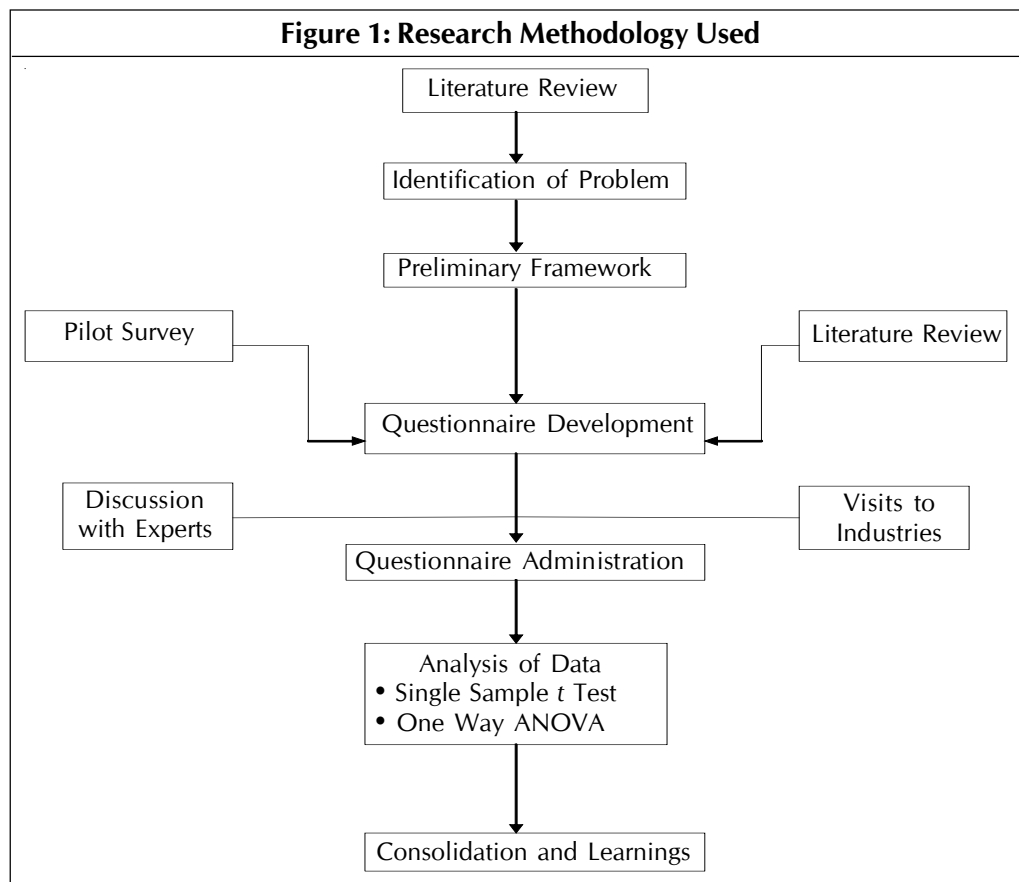 Figure 1: Research Methodology Used
Literature Review
Identification of Problem
Preliminary Framework
Pilot Survey
Literature Review
Questionnaire Development
Discussion
with Experts
Visits to
Industries
Questionnaire Administration
Analysis of Data
• Single Sample t Test
• One Way ANOVA
Consolidation and Learnings